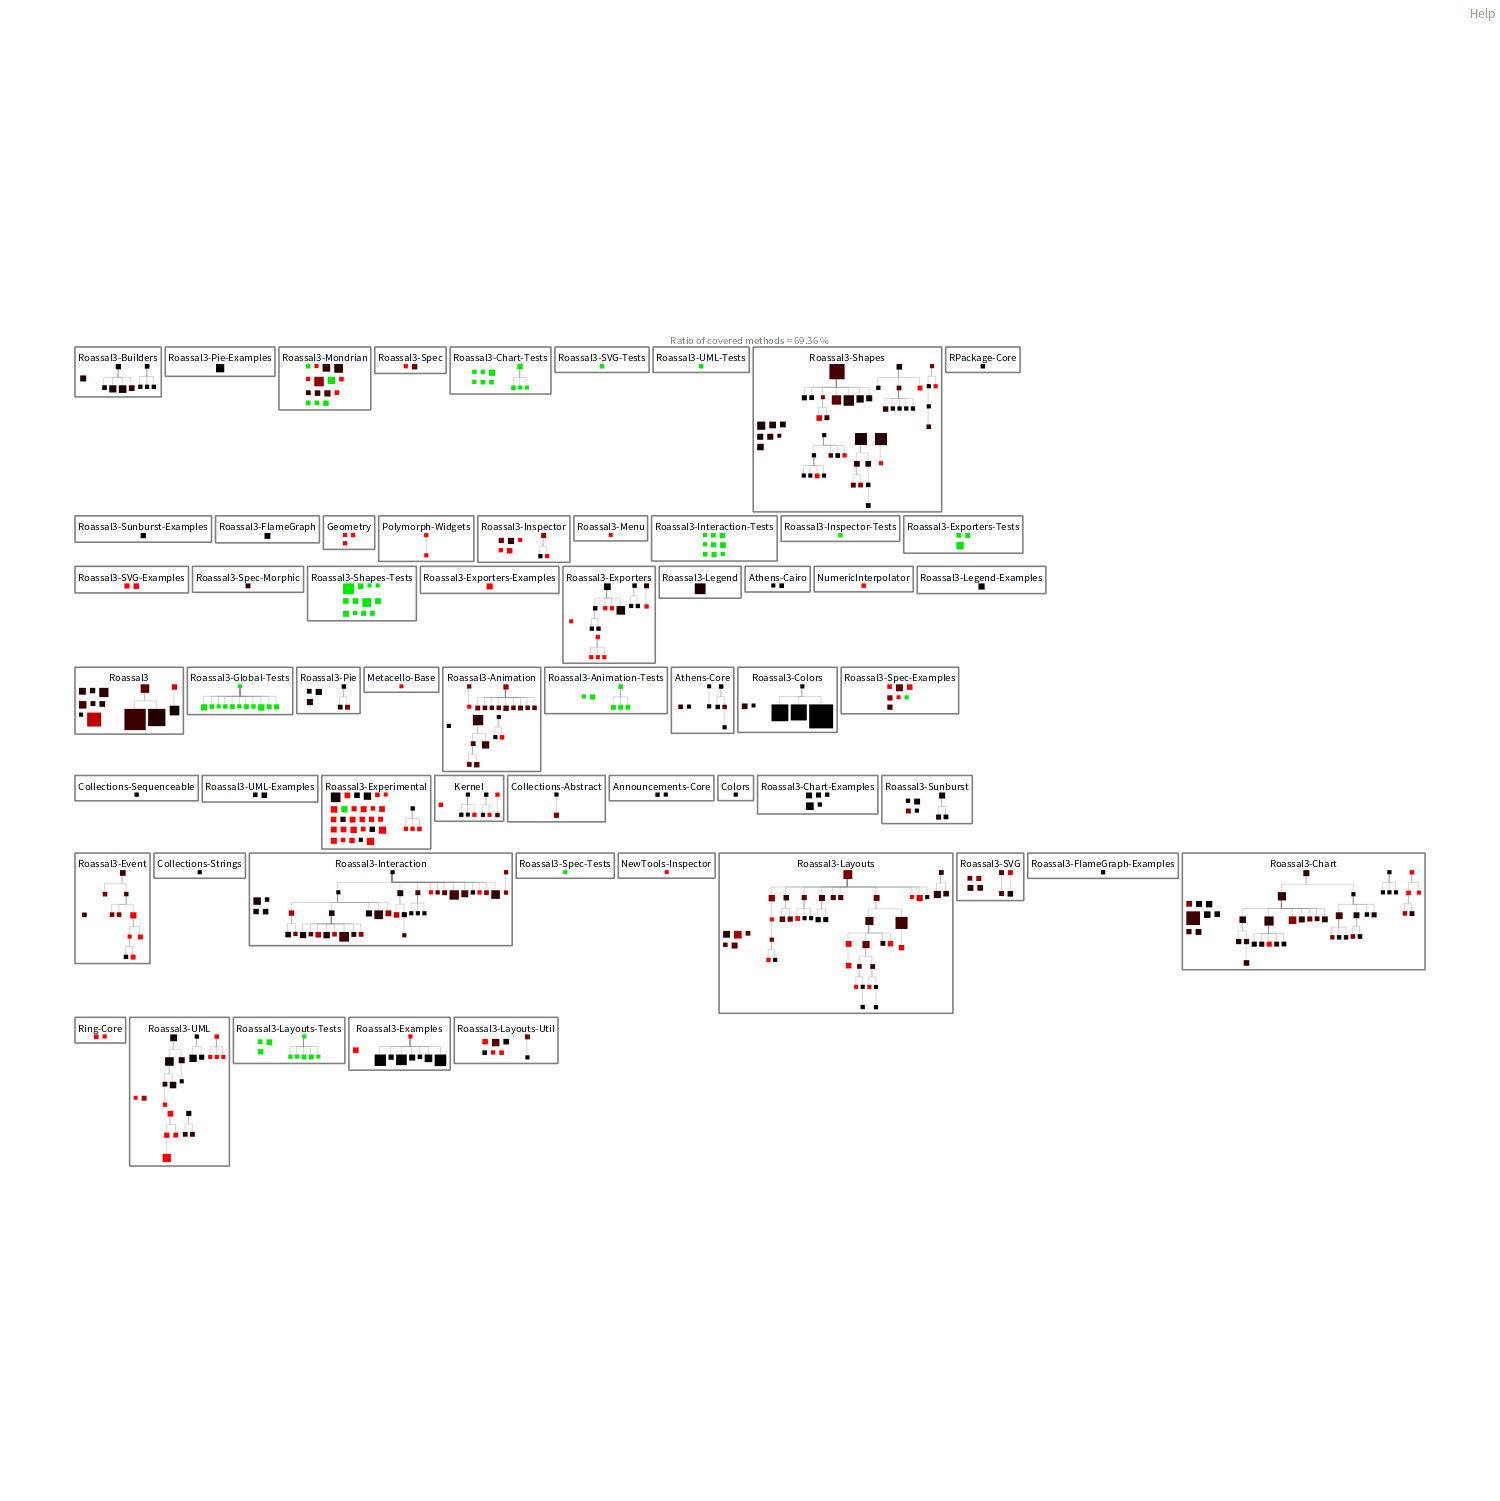 Help
Ratio of covered methods = 69.36 %
Roassal3-Builders
Roassal3-Pie-Examples
Roassal3-Mondrian
Roassal3-Spec
Roassal3-Chart-Tests
Roassal3-SVG-Tests
Roassal3-UML-Tests
Roassal3-Shapes
RPackage-Core
Roassal3-Sunburst-Examples
Roassal3-FlameGraph
Geometry
Polymorph-Widgets
Roassal3-Inspector
Roassal3-Menu
Roassal3-Interaction-Tests
Roassal3-Inspector-Tests
Roassal3-Exporters-Tests
Roassal3-SVG-Examples
Roassal3-Spec-Morphic
Roassal3-Shapes-Tests
Roassal3-Exporters-Examples
Roassal3-Exporters
Roassal3-Legend
Athens-Cairo
NumericInterpolator
Roassal3-Legend-Examples
Roassal3
Roassal3-Global-Tests
Roassal3-Pie
Metacello-Base
Roassal3-Animation
Roassal3-Animation-Tests
Athens-Core
Roassal3-Colors
Roassal3-Spec-Examples
Collections-Sequenceable
Roassal3-UML-Examples
Roassal3-Experimental
Kernel
Collections-Abstract
Announcements-Core
Colors
Roassal3-Chart-Examples
Roassal3-Sunburst
Roassal3-Event
Collections-Strings
Roassal3-Interaction
Roassal3-Spec-Tests
NewTools-Inspector
Roassal3-Layouts
Roassal3-SVG
Roassal3-FlameGraph-Examples
Roassal3-Chart
Ring-Core
Roassal3-UML
Roassal3-Layouts-Tests
Roassal3-Examples
Roassal3-Layouts-Util